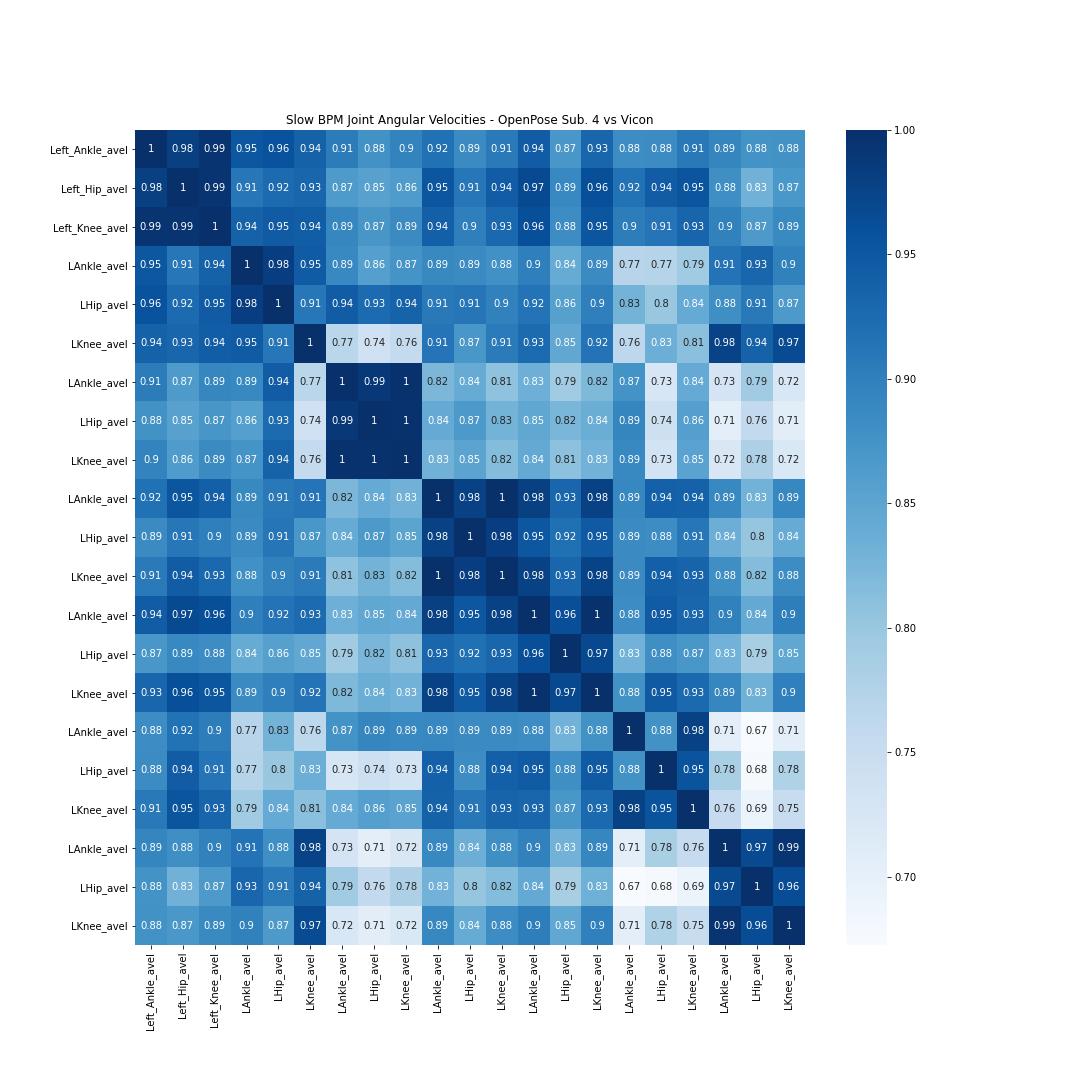 Slow BPM Joint Angular Velocities - OpenPose Sub. 4 vs Vicon
Left_Ankle_avel 1 0.98 0.99 0.95 0.96 0.94 0.91 0.88 0.9 0.92 0.89 0.91 0.94 0.87 0.93 0.88 0.88 0.91 0.89 0.88 0.88
Left_Hip_avel 0.98 1 0.99 0.91 0.92 0.93 0.87 0.85 0.86 0.95 0.91 0.94 0.97 0.89 0.96 0.92 0.94 0.95 0.88 0.83 0.87
Left_Knee_avel 0.99 0.99 1 0.94 0.95 0.94 0.89 0.87 0.89 0.94 0.9 0.93 0.96 0.88 0.95 0.9 0.91 0.93 0.9 0.87 0.89
LAnkle_avel 0.95 0.91 0.94 1 0.98 0.95 0.89 0.86 0.87 0.89 0.89 0.88 0.9 0.84 0.89 0.77 0.77 0.79 0.91 0.93 0.9
LHip_avel 0.96 0.92 0.95 0.98 1 0.91 0.94 0.93 0.94 0.91 0.91 0.9 0.92 0.86 0.9 0.83 0.8 0.84 0.88 0.91 0.87
LKnee_avel 0.94 0.93 0.94 0.95 0.91 1 0.77 0.74 0.76 0.91 0.87 0.91 0.93 0.85 0.92 0.76 0.83 0.81 0.98 0.94 0.97
LAnkle_avel 0.91 0.87 0.89 0.89 0.94 0.77 1 0.99 1 0.82 0.84 0.81 0.83 0.79 0.82 0.87 0.73 0.84 0.73 0.79 0.72
LHip_avel 0.88 0.85 0.87 0.86 0.93 0.74 0.99 1 1 0.84 0.87 0.83 0.85 0.82 0.84 0.89 0.74 0.86 0.71 0.76 0.71
LKnee_avel 0.9 0.86 0.89 0.87 0.94 0.76 1 1 1 0.83 0.85 0.82 0.84 0.81 0.83 0.89 0.73 0.85 0.72 0.78 0.72
LAnkle_avel 0.92 0.95 0.94 0.89 0.91 0.91 0.82 0.84 0.83 1 0.98 1 0.98 0.93 0.98 0.89 0.94 0.94 0.89 0.83 0.89
LHip_avel 0.89 0.91 0.9 0.89 0.91 0.87 0.84 0.87 0.85 0.98 1 0.98 0.95 0.92 0.95 0.89 0.88 0.91 0.84 0.8 0.84
LKnee_avel 0.91 0.94 0.93 0.88 0.9 0.91 0.81 0.83 0.82 1 0.98 1 0.98 0.93 0.98 0.89 0.94 0.93 0.88 0.82 0.88
LAnkle_avel 0.94 0.97 0.96 0.9 0.92 0.93 0.83 0.85 0.84 0.98 0.95 0.98 1 0.96 1 0.88 0.95 0.93 0.9 0.84 0.9
LHip_avel 0.87 0.89 0.88 0.84 0.86 0.85 0.79 0.82 0.81 0.93 0.92 0.93 0.96 1 0.97 0.83 0.88 0.87 0.83 0.79 0.85
LKnee_avel 0.93 0.96 0.95 0.89 0.9 0.92 0.82 0.84 0.83 0.98 0.95 0.98 1 0.97 1 0.88 0.95 0.93 0.89 0.83 0.9
LAnkle_avel 0.88 0.92 0.9 0.77 0.83 0.76 0.87 0.89 0.89 0.89 0.89 0.89 0.88 0.83 0.88 1 0.88 0.98 0.71 0.67 0.71
LHip_avel 0.88 0.94 0.91 0.77 0.8 0.83 0.73 0.74 0.73 0.94 0.88 0.94 0.95 0.88 0.95 0.88 1 0.95 0.78 0.68 0.78
LKnee_avel 0.91 0.95 0.93 0.79 0.84 0.81 0.84 0.86 0.85 0.94 0.91 0.93 0.93 0.87 0.93 0.98 0.95 1 0.76 0.69 0.75
LAnkle_avel 0.89 0.88 0.9 0.91 0.88 0.98 0.73 0.71 0.72 0.89 0.84 0.88 0.9 0.83 0.89 0.71 0.78 0.76 1 0.97 0.99
LHip_avel 0.88 0.83 0.87 0.93 0.91 0.94 0.79 0.76 0.78 0.83 0.8 0.82 0.84 0.79 0.83 0.67 0.68 0.69 0.97 1 0.96
LKnee_avel 0.88 0.87 0.89 0.9 0.87 0.97 0.72 0.71 0.72 0.89 0.84 0.88 0.9 0.85 0.9 0.71 0.78 0.75 0.99 0.96 1
Left_Ankle_avel
Left_Hip_avel
Left_Knee_avel
LAnkle_avel
LHip_avel
LKnee_avel
LAnkle_avel
LHip_avel
LKnee_avel
LAnkle_avel
LHip_avel
LKnee_avel
LAnkle_avel
LHip_avel
LKnee_avel
LAnkle_avel
LHip_avel
LKnee_avel
LAnkle_avel
LHip_avel
LKnee_avel
1.00
0.95
0.90
0.85
0.80
0.75
0.70